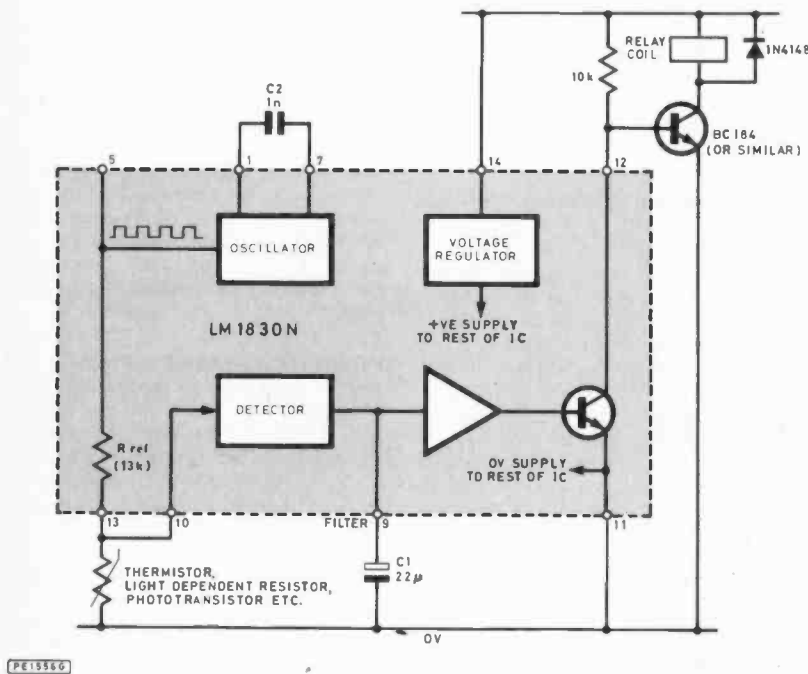 RELAY
COIL
1N4148
10k
C2
1n
BC184
(OR SIMILAR)
5
1
7
14
12
OSCILLATOR
VOLTAGE
REGULATOR
LM1830N
+VE SUPPLY
TO REST OF IC
DETECTOR
R ref
(13k)
0V SUPPLY
TO REST OF IC
13
10
FILTER
9
11
THERMISTOR,
LIGHT DEPENDENT RESISTOR,
PHOTOTRANSISTOR ETC.
C1
22µ
0V
PE1556G